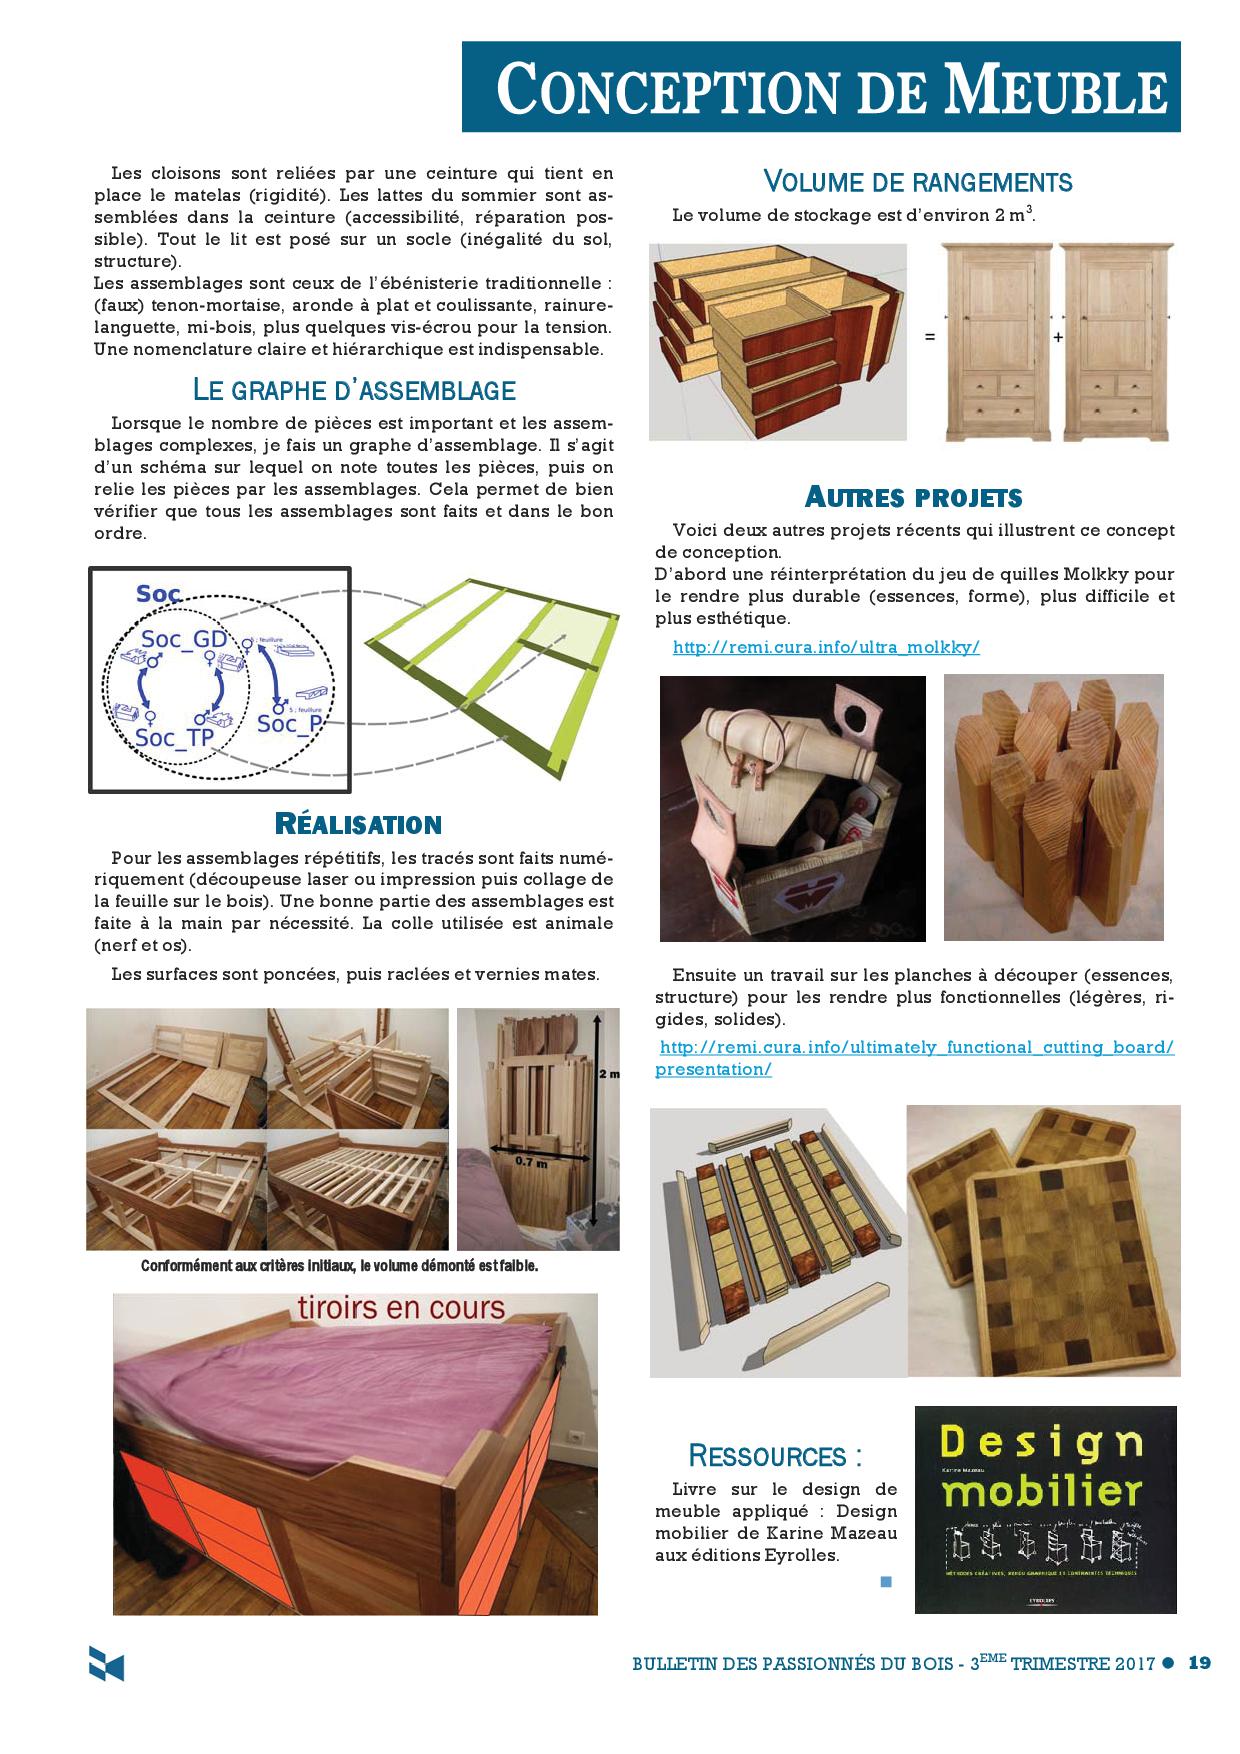 CONCEPTION DE MEUBLE
Les cloisons sont reliées par une ceinture qui tient en
place le matelas (rigidité). Les lattes du sommier sont as-
semblées dans la ceinture (accessibilité, réparation pos-
sible). Tout le lit est posé sur un socle (inégalité du sol,
structure).
Les assemblages sont ceux de l'ébénisterie traditionnelle :
(faux) tenon-mortaise, aronde à plat et coulissante, rainure-
languette, mi-bois, plus quelques vis-écrou pour la tension.
Une nomenclature claire et hiérarchique est indispensable.
LE GRAPHE D'ASSEMBLAGE
Lorsque le nombre de pièces est important et les assem-
blages complexes, je fais un graphe d'assemblage. Il s'agit
d'un schéma sur lequel on note toutes les pièces, puis on
relie les pièces par les assemblages. Cela permet de bien
vérifier que tous les assemblages sont faits et dans le bon
ordre.
Soc
Soc_GD
5 ; feuillure
5 ; feuillure
Soc_P
Soc_TP
RÉALISATION
Pour les assemblages répétitifs, les tracés sont faits numé-
riquement (découpeuse laser ou impression puis collage de
la feuille sur le bois). Une bonne partie des assemblages est
faite à la main par nécessité. La colle utilisée est animale
(nerf et os).
Les surfaces sont poncées, puis raclées et vernies mates.
2 m
0.7 m
Conformément aux critères initiaux, le volume démonté est faible.
tiroirs en cours
VOLUME DE RANGEMENTS
Le volume de stockage est d'environ 2 m³.
=
+
AUTRES PROJETS
Voici deux autres projets récents qui illustrent ce concept
de conception.
D'abord une réinterprétation du jeu de quilles Molkky pour
le rendre plus durable (essences, forme), plus difficile et
plus esthétique.
http://remi.cura.info/ultra_molkky/
Ensuite un travail sur les planches à découper (essences,
structure) pour les rendre plus fonctionnelles (légères, ri-
gides, solides).
http://remi.cura.info/ultimately_functional_cutting_board/
presentation/
RESSOURCES :
Livre sur le design de
meuble appliqué : Design
mobilier de Karine Mazeau
aux éditions Eyrolles.
Design
Karine Mazeau
mobilier
MÉTHODES CRÉATIVES, RENDU GRAPHIQUE ET CONTRAINTES TECHNIQUES
EYROLLES
BULLETIN DES PASSIONNÉS DU BOIS - 3EME TRIMESTRE 2017 ● 19